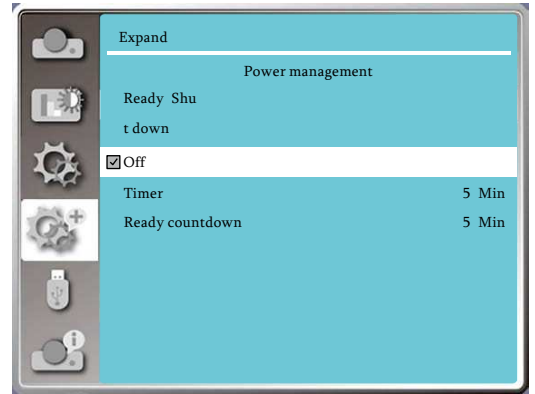 Expand
Power management
Ready Shu
t down
Off
Timer 5 Min
Ready countdown 5 Min